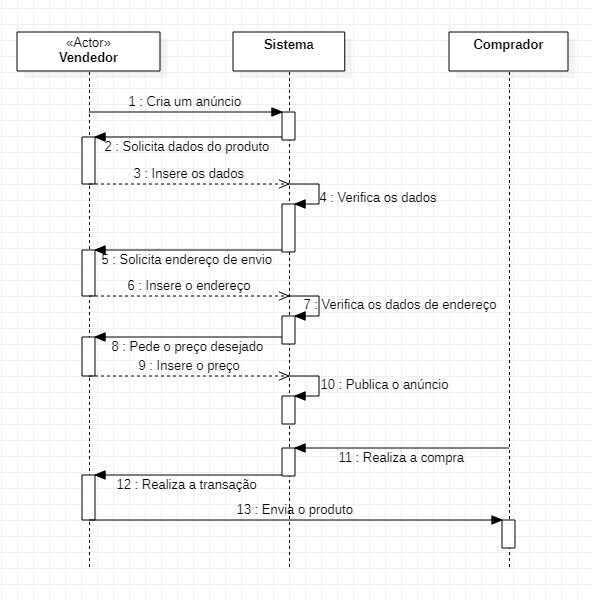 «Actor»
Vendedor
Sistema
Comprador
1 : Cria um anúncio
2 : Solicita dados do produto
3 : Insere os dados
4 : Verifica os dados
5 : Solicita endereço de envio
6 : Insere o endereço
7 : Verifica os dados de endereço
8 : Pede o preço desejado
9 : Insere o preço
10 : Publica o anúncio
11 : Realiza a compra
12 : Realiza a transação
13 : Envia o produto